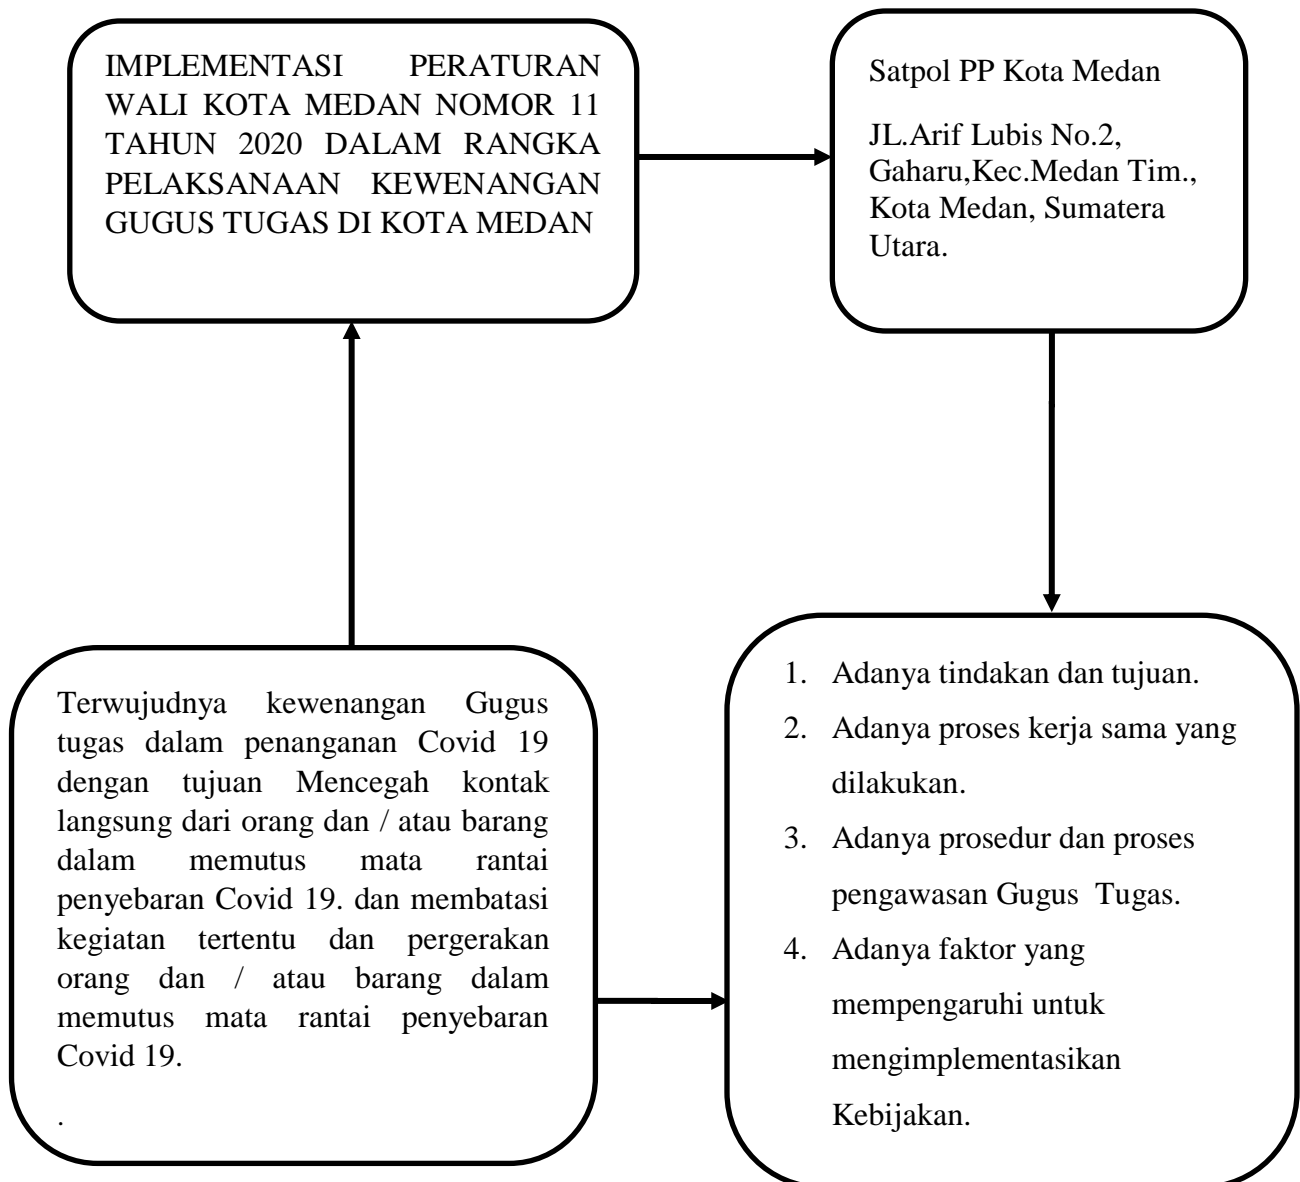 IMPLEMENTASI PERATURAN
WALI KOTA MEDAN NOMOR 11
TAHUN 2020 DALAM RANGKA
PELAKSANAAN KEWENANGAN
GUGUS TUGAS DI KOTA MEDAN
Satpol PP Kota Medan
JL.Arif Lubis No.2,
Gaharu,Kec.Medan Tim.,
Kota Medan, Sumatera
Utara.
Terwujudnya kewenangan Gugus
tugas dalam penanganan Covid 19
dengan tujuan Mencegah kontak
langsung dari orang dan / atau barang
dalam memutus mata rantai
penyebaran Covid 19. dan membatasi
kegiatan tertentu dan pergerakan
orang dan / atau barang dalam
memutus mata rantai penyebaran
Covid 19.
.
1. Adanya tindakan dan tujuan.
2. Adanya proses kerja sama yang
dilakukan.
3. Adanya prosedur dan proses
pengawasan Gugus Tugas.
4. Adanya faktor yang
mempengaruhi untuk
mengimplementasikan
Kebijakan.